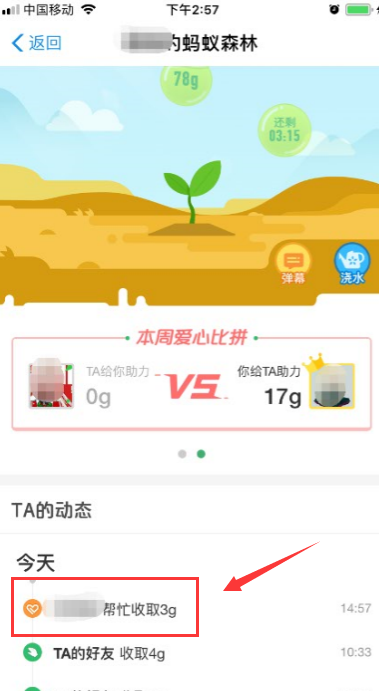 中国移动 下午2:57
返回 的蚂蚁森林
78g
还剩
03:15
弹幕 浇水
本周爱心比拼
TA给你助力 VS 你给TA助力
0g 17g
TA的动态
今天
帮忙收取3g 14:57
TA的好友 收取4g 10:33